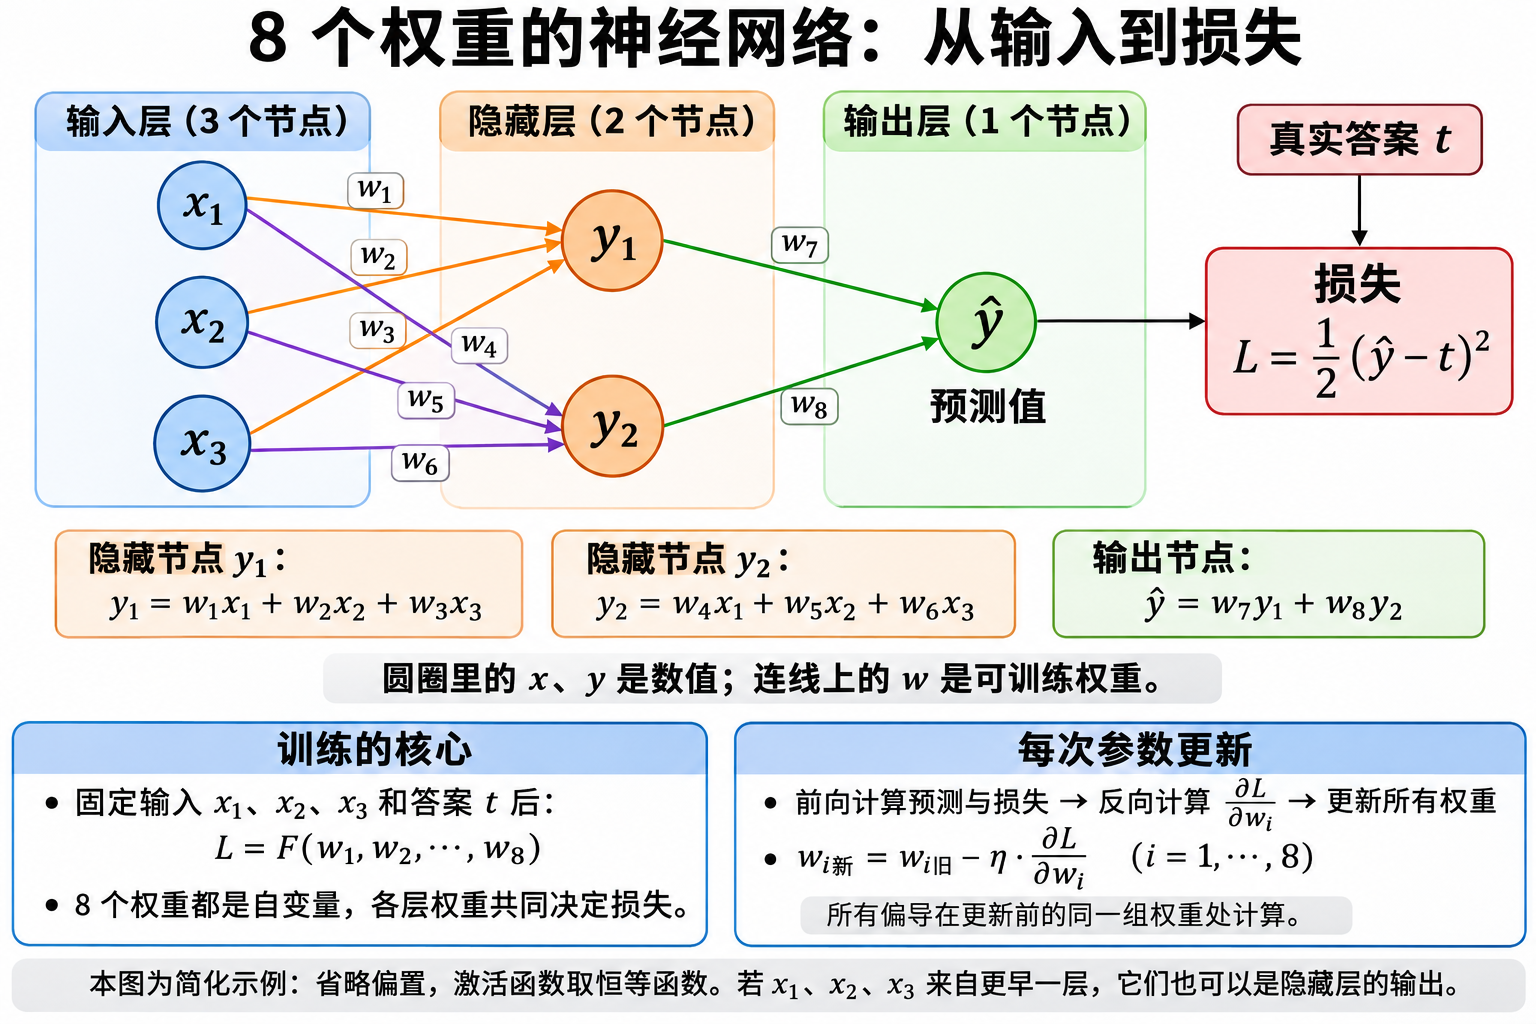 8 个权重的神经网络：从输入到损失
输入层（3 个节点）
隐藏层（2 个节点）
输出层（1 个节点）
真实答案 t
x₁
x₂
x₃
w₁
w₂
w₃
w₄
w₅
w₆
y₁
y₂
w₇
w₈
ŷ
预测值
损失
L = 1/2 (ŷ − t)²
隐藏节点 y₁：
y₁ = w₁x₁ + w₂x₂ + w₃x₃
隐藏节点 y₂：
y₂ = w₄x₁ + w₅x₂ + w₆x₃
输出节点：
ŷ = w₇y₁ + w₈y₂
圆圈里的 x、y 是数值；连线上的 w 是可训练权重。
训练的核心
• 固定输入 x₁、x₂、x₃ 和答案 t 后：
L = F(w₁, w₂, ⋯, w₈)
• 8 个权重都是自变量，各层权重共同决定损失。
每次参数更新
• 前向计算预测与损失 → 反向计算 ∂L/∂wᵢ → 更新所有权重
• wᵢ新 = wᵢ旧 − η · ∂L/∂wᵢ (i = 1, ⋯, 8)
所有偏导在更新前的同一组权重处计算。
本图为简化示例：省略偏置，激活函数取恒等函数。若 x₁、x₂、x₃ 来自更早一层，它们也可以是隐藏层的输出。